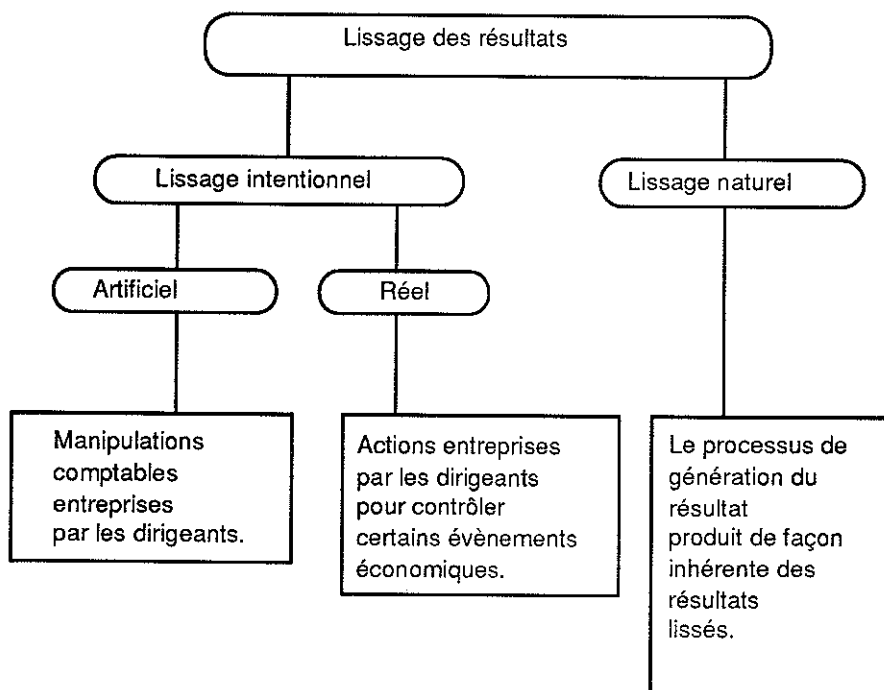 Lissage des résultats
Lissage intentionnel
Lissage naturel
Artificiel
Réel
Manipulations
comptables
entreprises
par les dirigeants.
Actions entreprises
par les dirigeants
pour contrôler
certains évènements
économiques.
Le processus de
génération du
résultat
produit de façon
inhérente des
résultats
lissés.